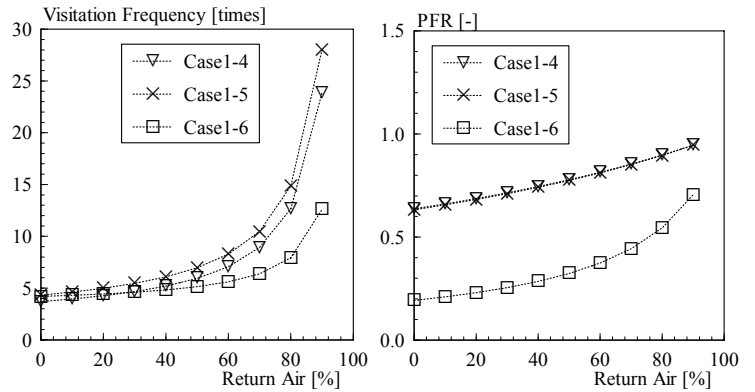 Visitation Frequency [times]
30
25
20
15
10
5
0
Case1-4
Case1-5
Case1-6
0 20 40 60 80 100
Return Air [%]
PFR [-]
1.5
1.0
0.5
0.0
Case1-4
Case1-5
Case1-6
0 20 40 60 80 100
Return Air [%]